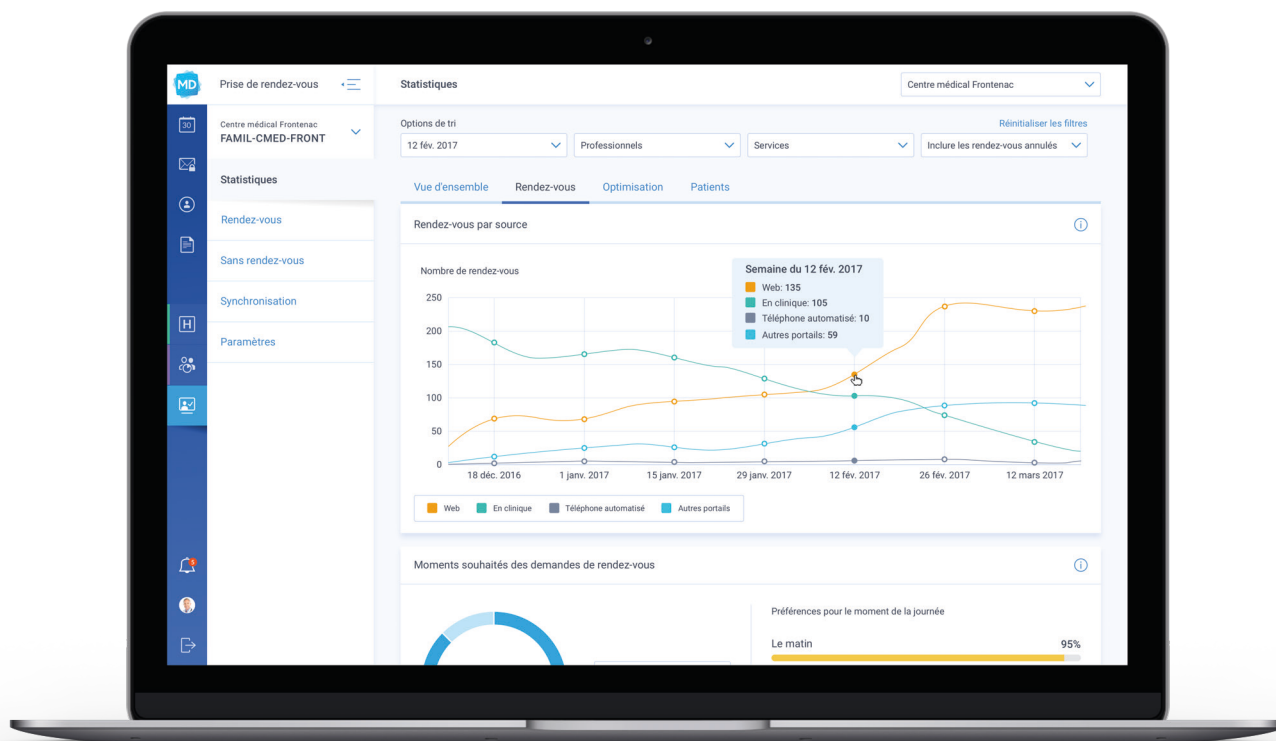 MD
Prise de rendez-vous
Statistiques
Centre médical Frontenac
30
Centre médical Frontenac
FAMIL-CMED-FRONT
Statistiques
Rendez-vous
Sans rendez-vous
Synchronisation
Paramètres
H
5
Options de tri
Réinitialiser les filtres
12 fév. 2017
Professionnels
Services
Inclure les rendez-vous annulés
Vue d'ensemble
Rendez-vous
Optimisation
Patients
Rendez-vous par source
Nombre de rendez-vous
Semaine du 12 fév. 2017
Web: 135
En clinique: 105
Téléphone automatisé: 10
Autres portails: 59
250
200
150
100
50
0
18 déc. 2016
1 janv. 2017
15 janv. 2017
29 janv. 2017
12 fév. 2017
26 fév. 2017
12 mars 2017
Web
En clinique
Téléphone automatisé
Autres portails
Moments souhaités des demandes de rendez-vous
Préférences pour le moment de la journée
Le matin
95%